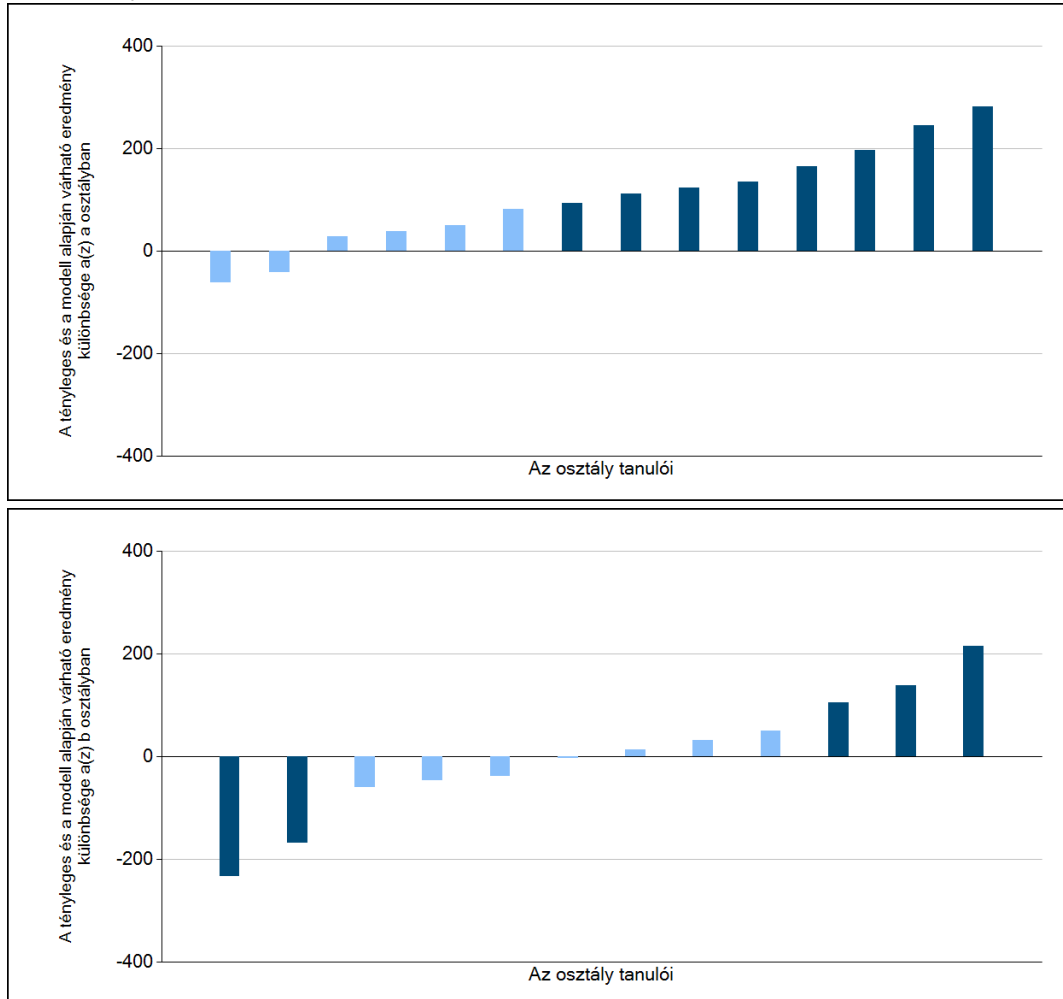 A tényleges és a modell alapján várható eredmény
különbsége a(z) a osztályban
400
200
0
-200
-400
Az osztály tanulói
A tényleges és a modell alapján várható eredmény
különbsége a(z) b osztályban
400
200
0
-200
-400
Az osztály tanulói